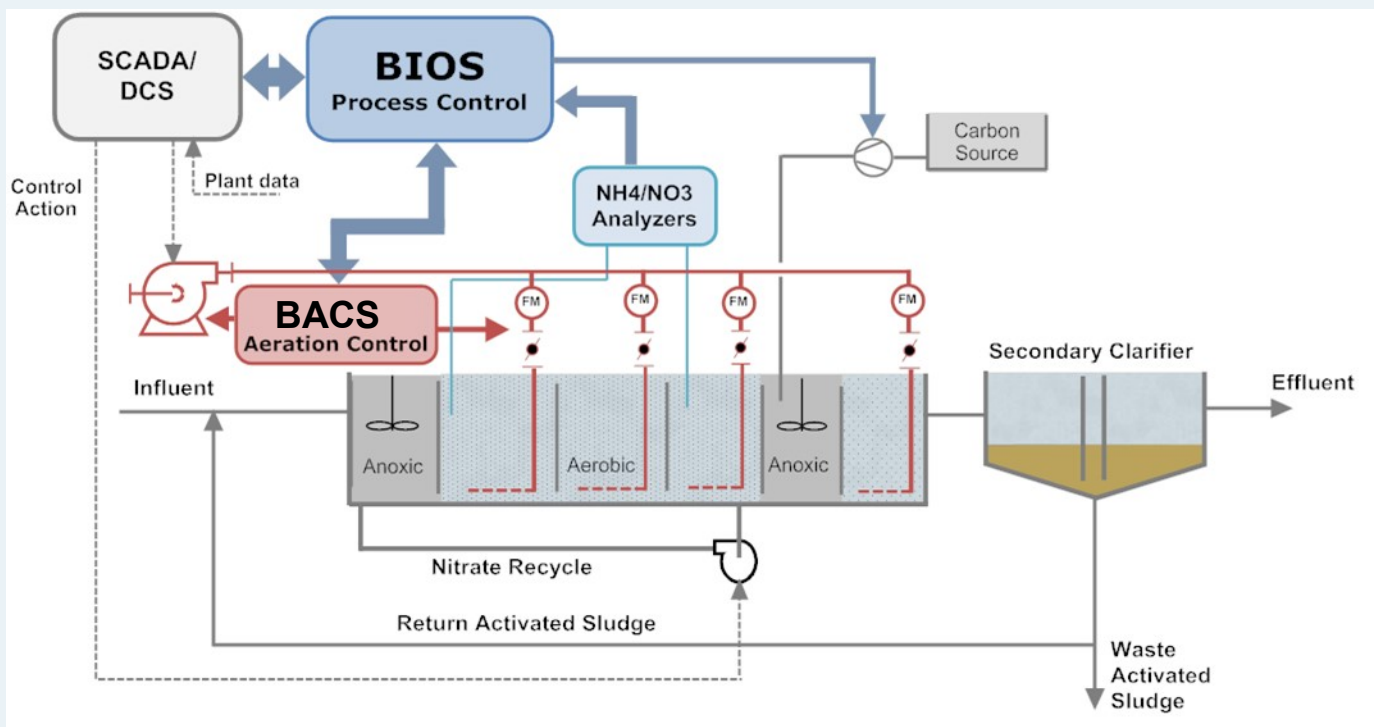 SCADA/
DCS
BIOS
Process Control
Carbon
Source
Control
Action
Plant data
NH4/NO3
Analyzers
BACS
Aeration Control
FM
FM
FM
FM
Influent
Secondary Clarifier
Effluent
Anoxic
Aerobic
Anoxic
Nitrate Recycle
Return Activated Sludge
Waste
Activated
Sludge